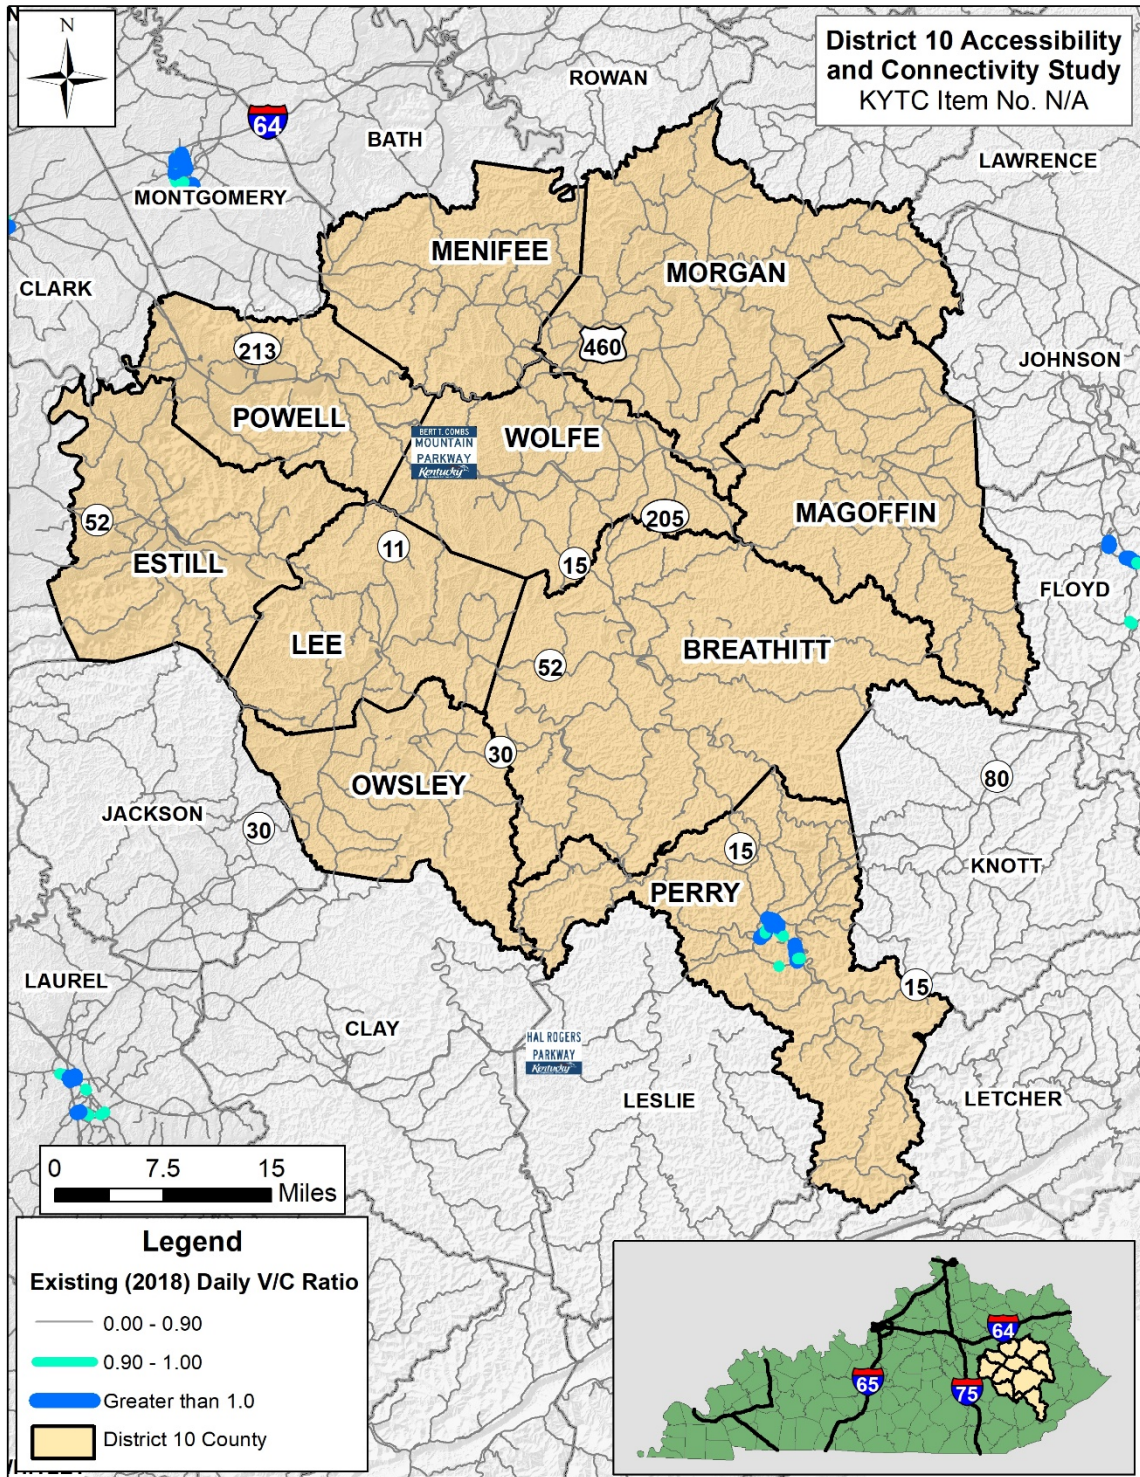 N
District 10 Accessibility
and Connectivity Study
KYTC Item No. N/A
ROWAN
64
BATH
LAWRENCE
MONTGOMERY
MENIFEE
MORGAN
CLARK
213
460
JOHNSON
POWELL
BERT T. COMBS
MOUNTAIN
PARKWAY
Kentucky
WOLFE
52
205
MAGOFFIN
11
15
ESTILL
FLOYD
LEE
52
BREATHITT
30
80
OWSLEY
JACKSON
30
15
KNOTT
PERRY
LAUREL
15
CLAY
HAL ROGERS
PARKWAY
Kentucky
LESLIE
LETCHER
0 7.5 15
Miles
Legend
Existing (2018) Daily V/C Ratio
0.00 - 0.90
0.90 - 1.00
Greater than 1.0
District 10 County
64
65
75